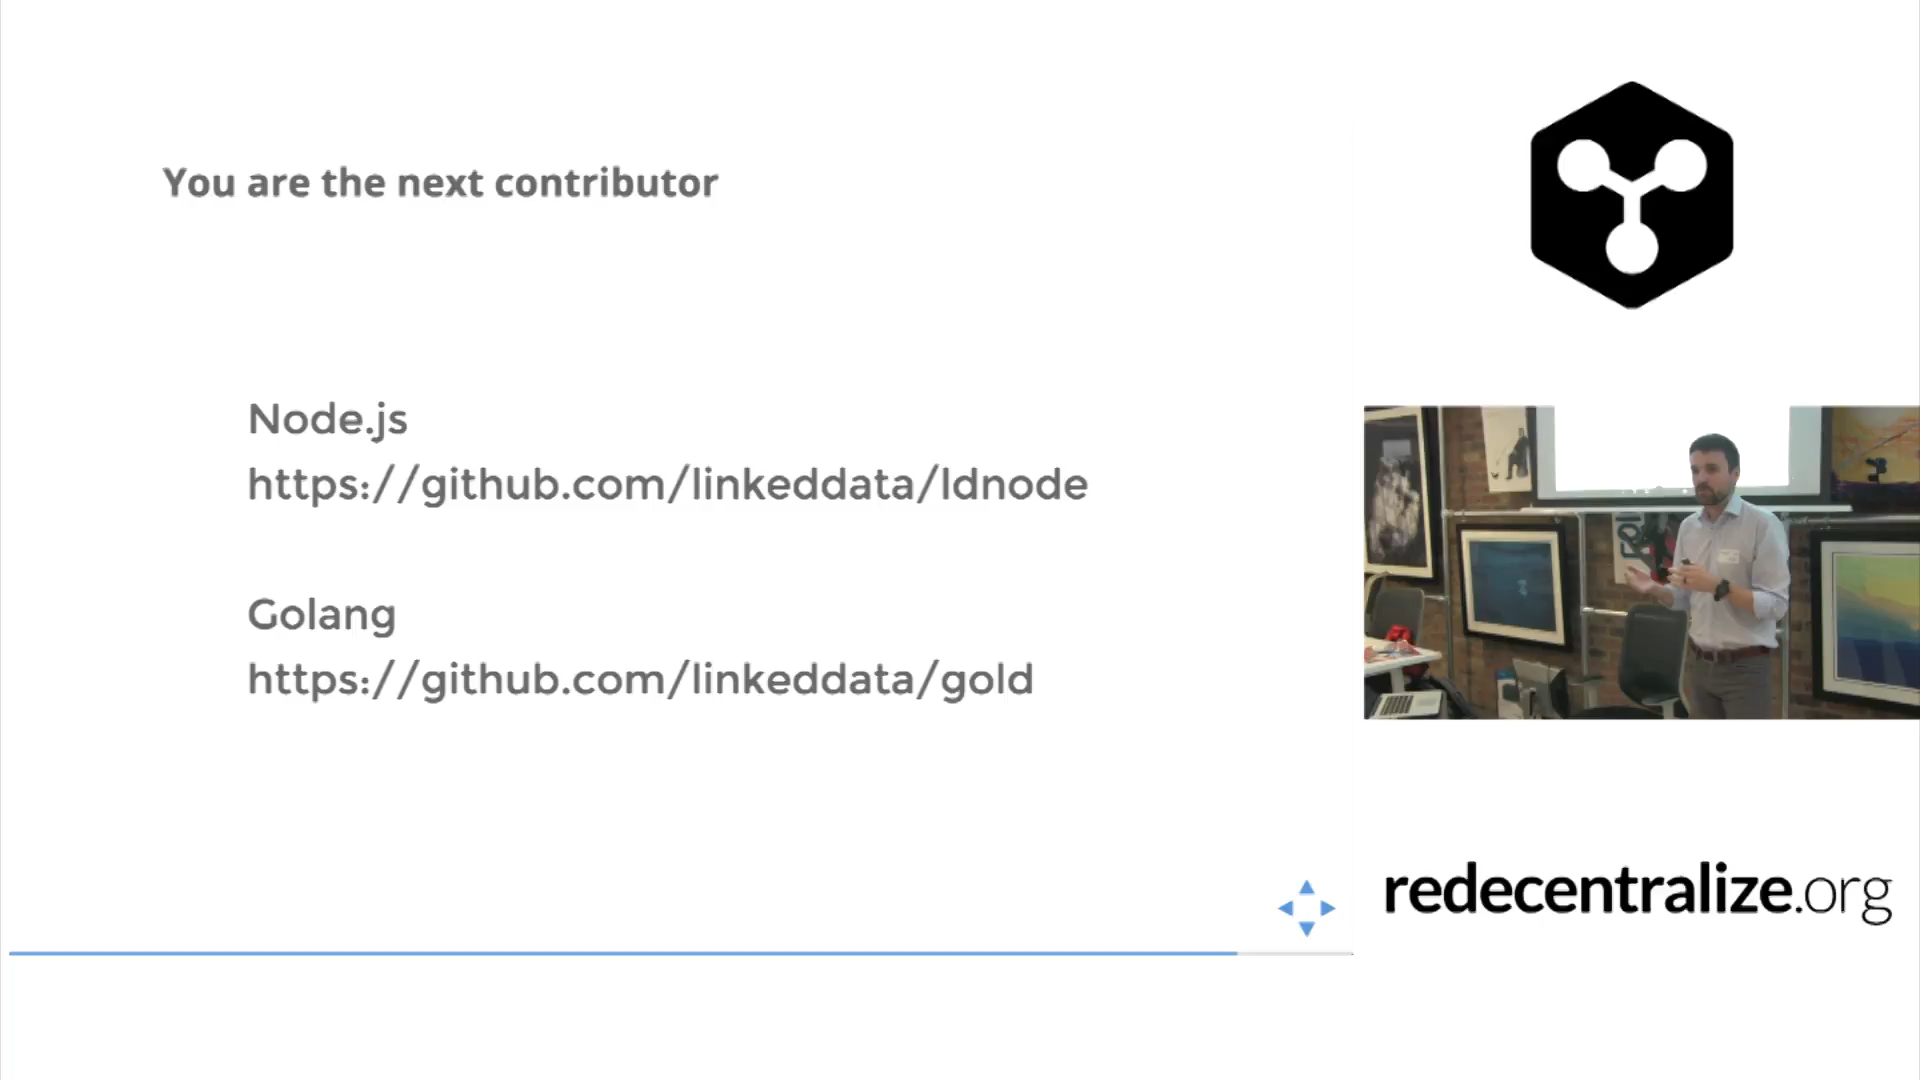 You are the next contributor
Node.js
https://github.com/linkeddata/ldnode
Golang
https://github.com/linkeddata/gold
redecentralize.org